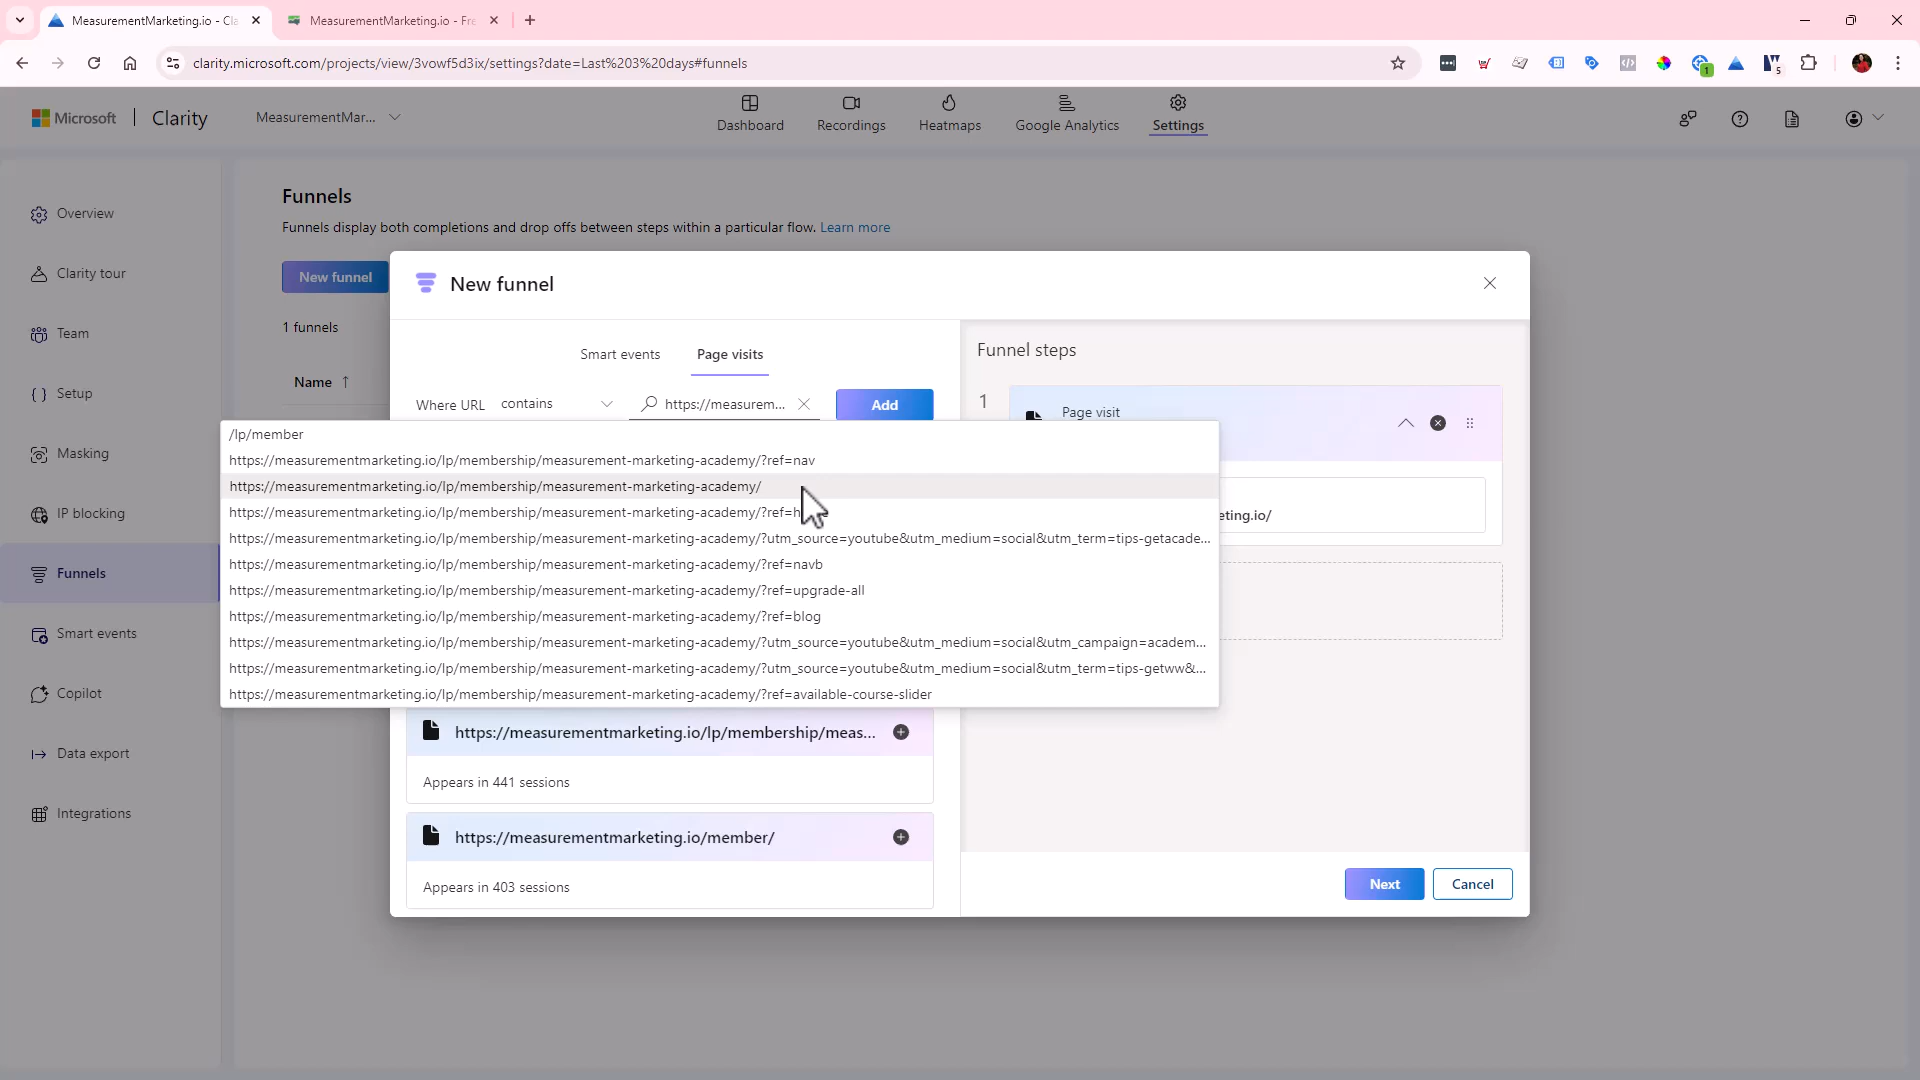 MeasurementMarketing.io - Cla
MeasurementMarketing.io - Fre
clarity.microsoft.com/projects/view/3vowf5d3ix/settings?date=Last%203%20days#funnels
1
5
Microsoft
Clarity
MeasurementMar...
Dashboard
Recordings
Heatmaps
Google Analytics
Settings
Overview
Clarity tour
Team
Setup
Masking
IP blocking
Funnels
Smart events
Copilot
Data export
Integrations
Funnels
Funnels display both completions and drop offs between steps within a particular flow. Learn more
New funnel
1 funnels
Name ↑
New funnel
Smart events
Page visits
Where URL
contains
https://measurem...
Add
/lp/member
https://measurementmarketing.io/lp/membership/measurement-marketing-academy/?ref=nav
https://measurementmarketing.io/lp/membership/measurement-marketing-academy/
https://measurementmarketing.io/lp/membership/measurement-marketing-academy/?ref=h
https://measurementmarketing.io/lp/membership/measurement-marketing-academy/?utm_source=youtube&utm_medium=social&utm_term=tips-getacade...
https://measurementmarketing.io/lp/membership/measurement-marketing-academy/?ref=navb
https://measurementmarketing.io/lp/membership/measurement-marketing-academy/?ref=upgrade-all
https://measurementmarketing.io/lp/membership/measurement-marketing-academy/?ref=blog
https://measurementmarketing.io/lp/membership/measurement-marketing-academy/?utm_source=youtube&utm_medium=social&utm_campaign=academ...
https://measurementmarketing.io/lp/membership/measurement-marketing-academy/?utm_source=youtube&utm_medium=social&utm_term=tips-getww&...
https://measurementmarketing.io/lp/membership/measurement-marketing-academy/?ref=available-course-slider
https://measurementmarketing.io/lp/membership/meas...
Appears in 441 sessions
https://measurementmarketing.io/member/
Appears in 403 sessions
Funnel steps
1
Page visit
eting.io/
Next
Cancel